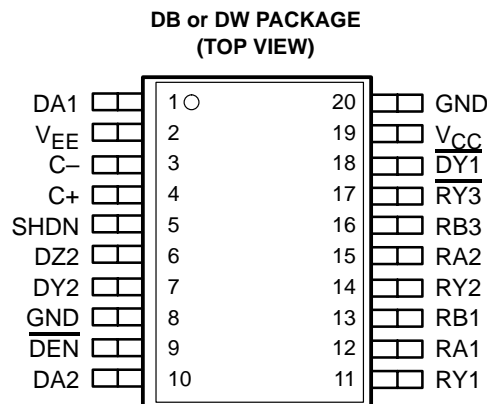 DB or DW PACKAGE
(TOP VIEW)
DA1 1 20 GND
VEE 2 19 VCC
C– 3 18 DY1
C+ 4 17 RY3
SHDN 5 16 RB3
DZ2 6 15 RA2
DY2 7 14 RY2
GND 8 13 RB1
DEN 9 12 RA1
DA2 10 11 RY1